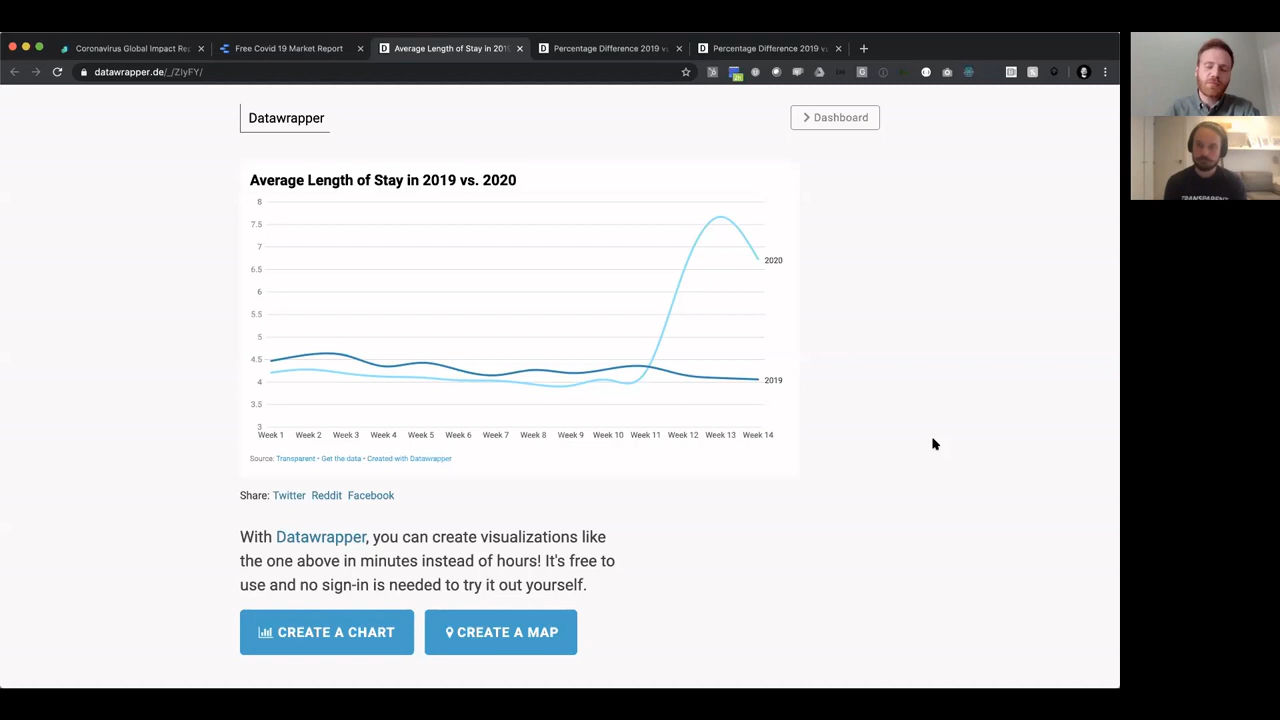 Coronavirus Global Impact Re
Free Covid 19 Market Report
Average Length of Stay in 201
Percentage Difference 2019 v
Percentage Difference 2019 v
datawrapper.de/_/ZIyFY/
Datawrapper
Dashboard
Average Length of Stay in 2019 vs. 2020
8
7.5
7
6.5
6
5.5
5
4.5
4
3.5
3
2020
2019
Week 1 Week 2 Week 3 Week 4 Week 5 Week 6 Week 7 Week 8 Week 9 Week 10 Week 11 Week 12 Week 13 Week 14
Source: Transparent • Get the data • Created with Datawrapper
Share: Twitter Reddit Facebook
With Datawrapper, you can create visualizations like
the one above in minutes instead of hours! It's free to
use and no sign-in is needed to try it out yourself.
CREATE A CHART
CREATE A MAP
TRANSPARENT